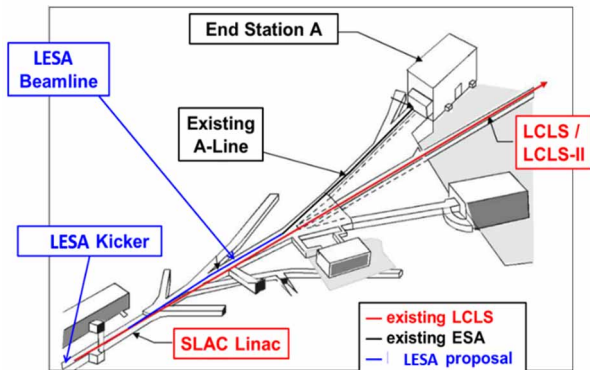 End Station A
LESA
Beamline
Existing
A-Line
LCLS /
LCLS-II
LESA Kicker
SLAC Linac
existing LCLS
existing ESA
LESA proposal